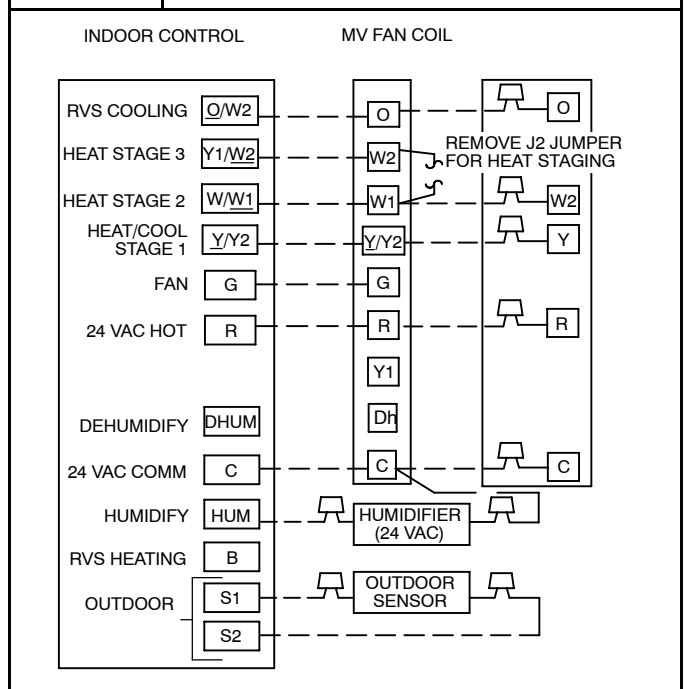 INDOOR CONTROL MV FAN COIL
RVS COOLING O/W2 O O
HEAT STAGE 3 Y1/W2 W2 REMOVE J2 JUMPER
FOR HEAT STAGING
HEAT STAGE 2 W/W1 W1 W2
HEAT/COOL
STAGE 1 Y/Y2 Y/Y2 Y
FAN G G
24 VAC HOT R R R
Y1
DEHUMIDIFY DHUM Dh
24 VAC COMM C C C
HUMIDIFY HUM HUMIDIFIER
(24 VAC)
RVS HEATING B
OUTDOOR S1 OUTDOOR
SENSOR
S2